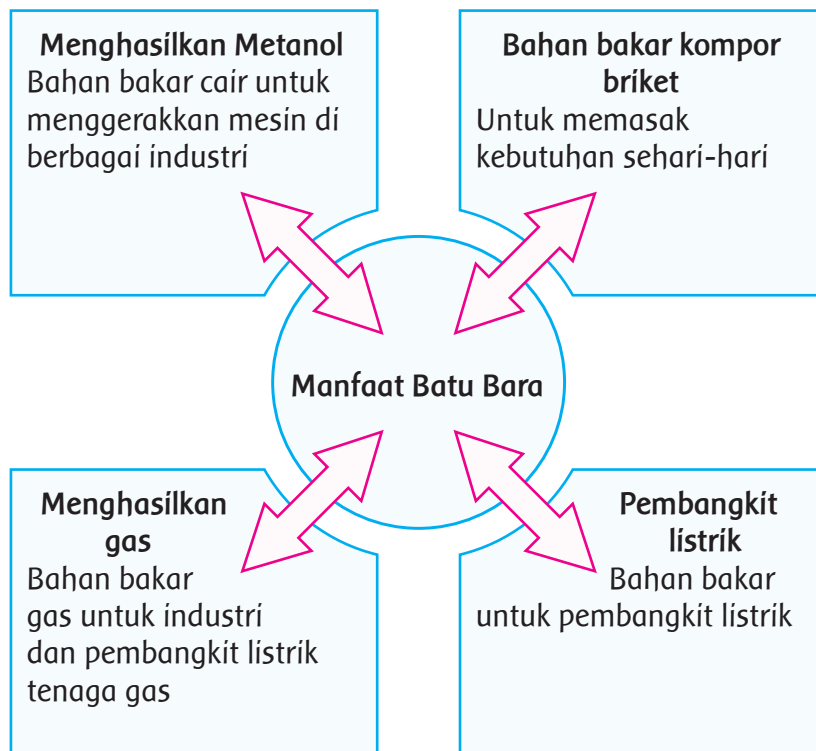 Menghasilkan Metanol
Bahan bakar cair untuk
menggerakkan mesin di
berbagai industri
Bahan bakar kompor
briket
Untuk memasak
kebutuhan sehari-hari
Manfaat Batu Bara
Menghasilkan
gas
Bahan bakar
gas untuk industri
dan pembangkit listrik
tenaga gas
Pembangkit
listrik
Bahan bakar
untuk pembangkit listrik